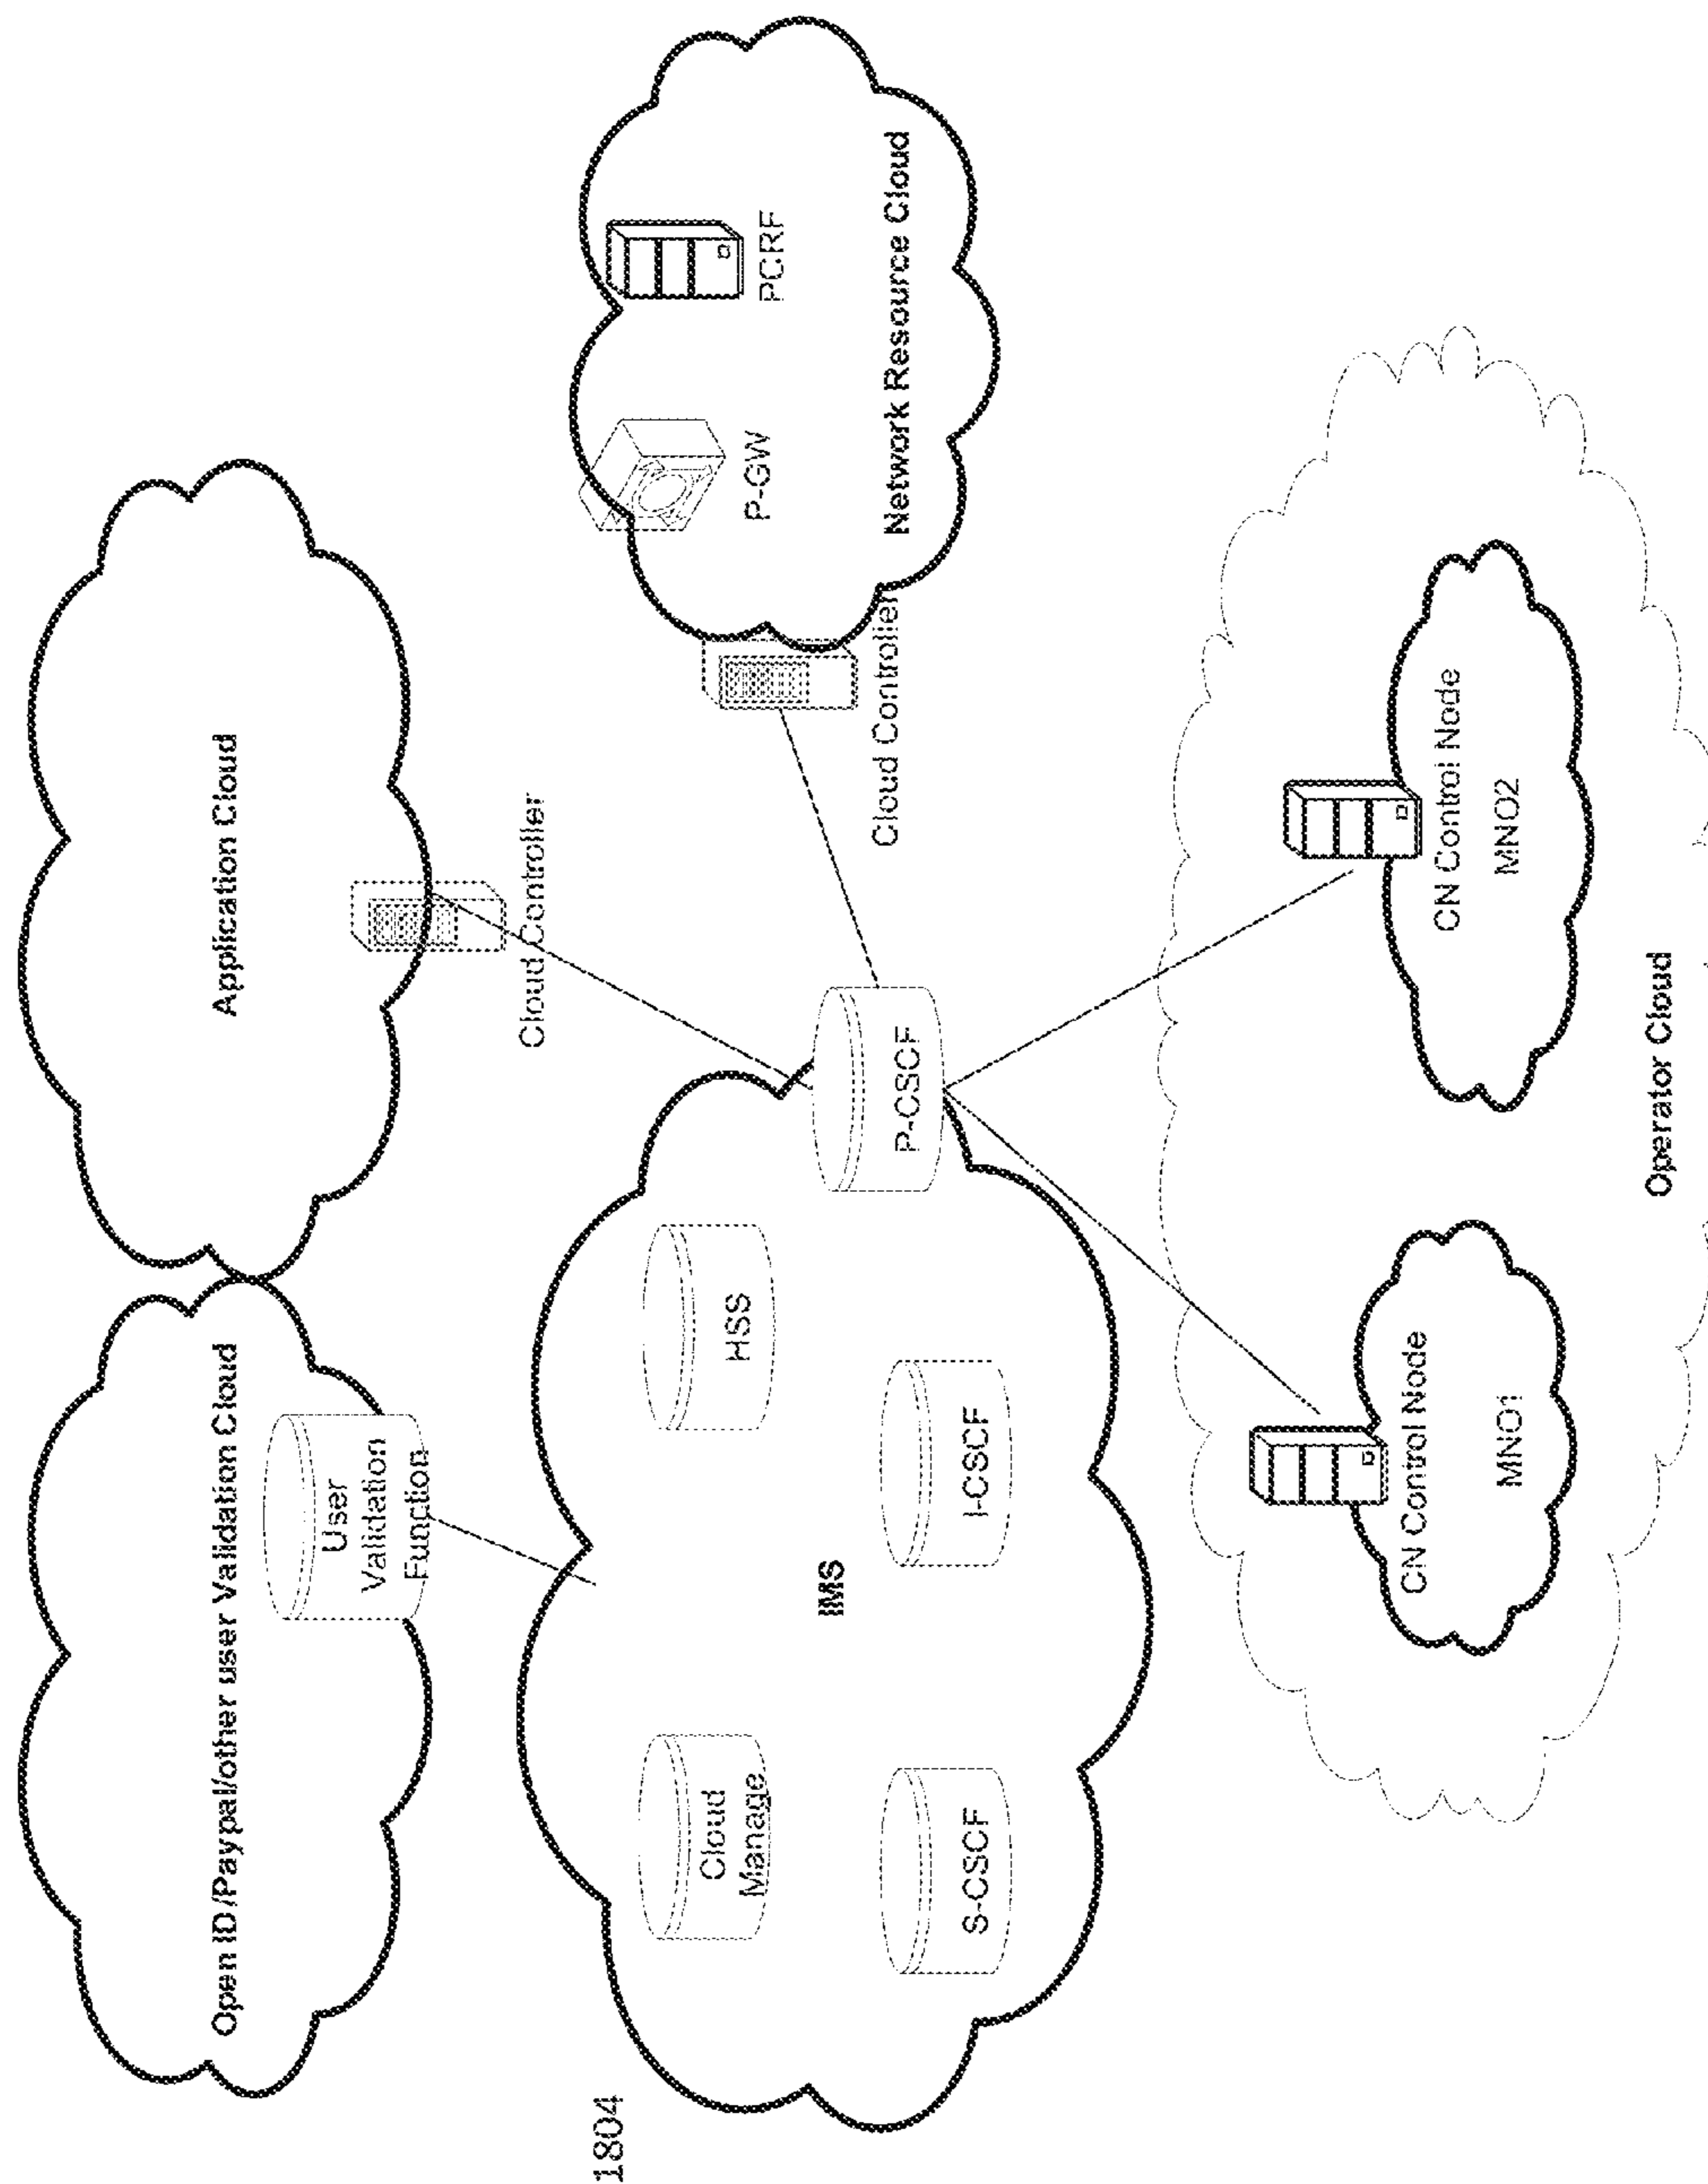 1804
Open ID/Paypal/other user Validation Cloud
User
Validation
Function
Application Cloud
Cloud Controller
Cloud
Manage
HSS
IMS
S-CSCF
I-CSCF
P-CSCF
P-GW
PCRF
Network Resource Cloud
Cloud Controller
CN Control Node
MNO1
CN Control Node
MNO2
Operator Cloud